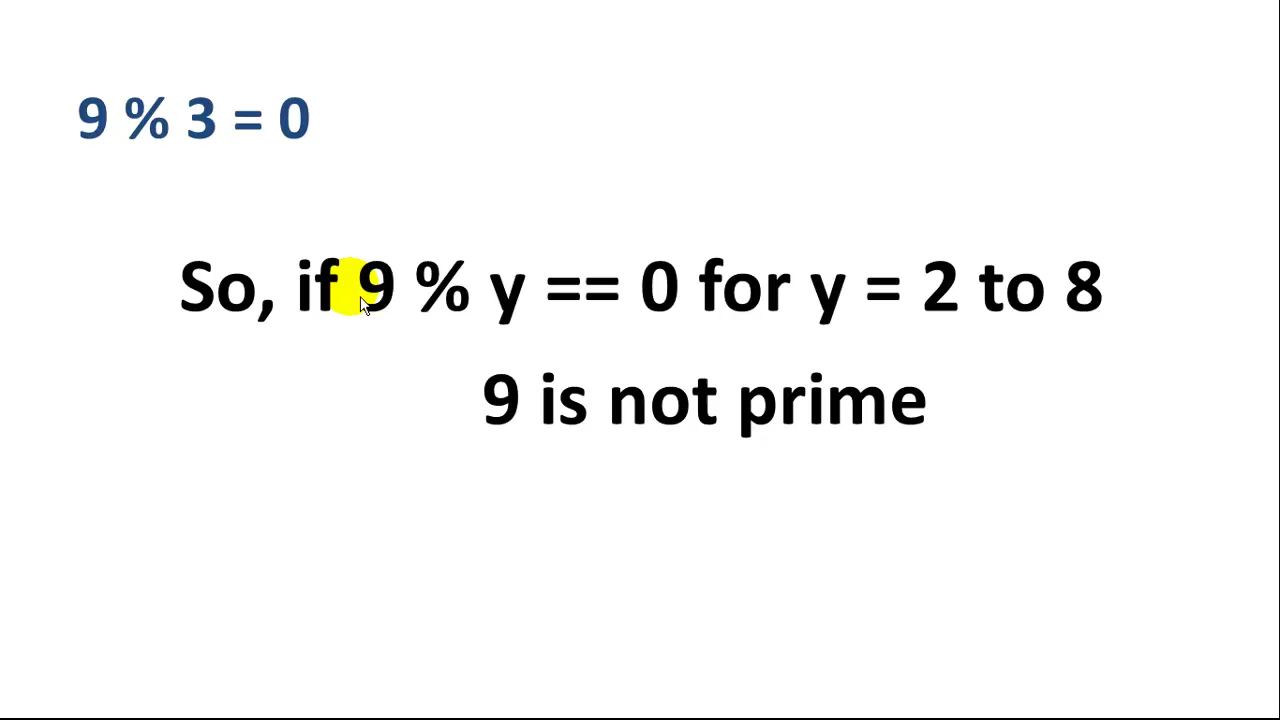 9 % 3 = 0
So, if 9 % y == 0 for y = 2 to 8
9 is not prime